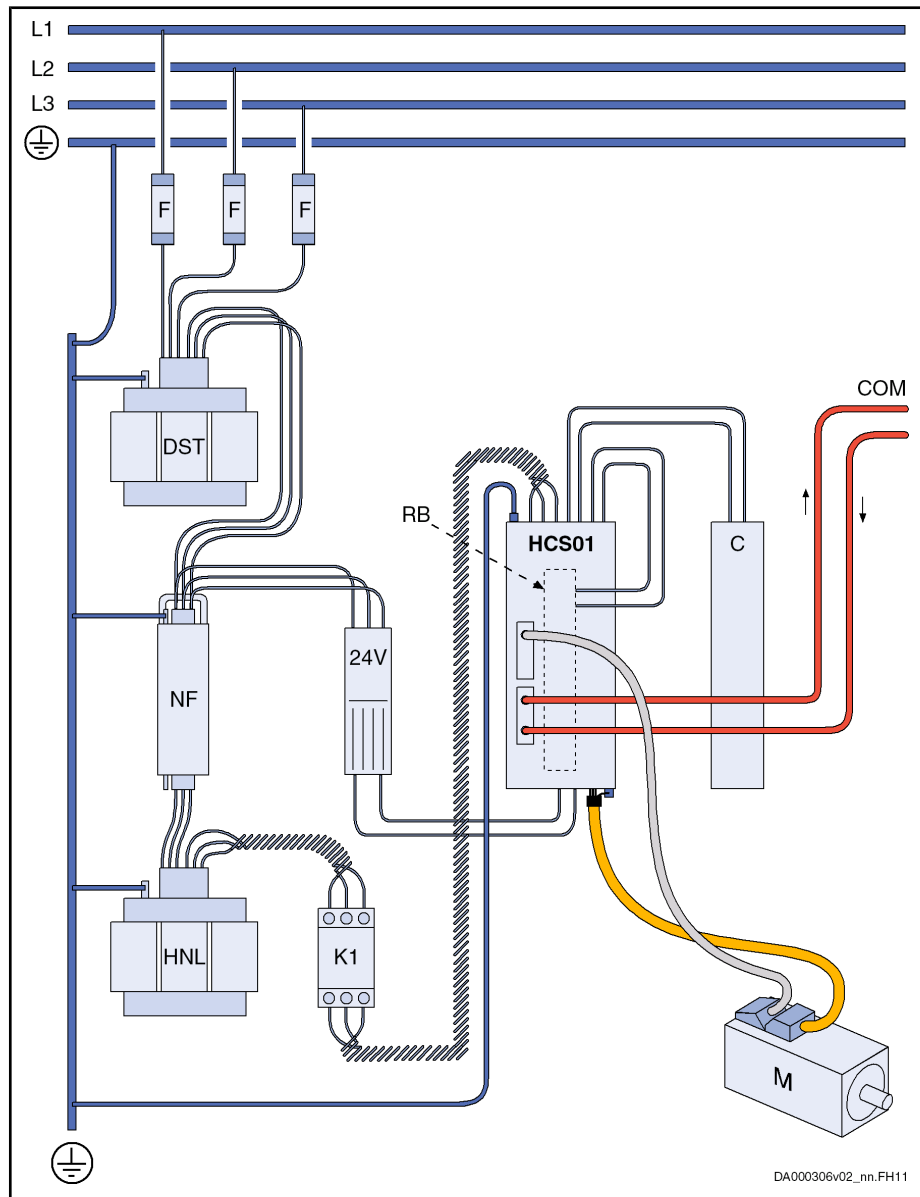 L1
L2
L3
F F F
DST
COM
RB
HCS01
C
24V
NF
HNL
K1
M
DA000306v02_nn.FH11